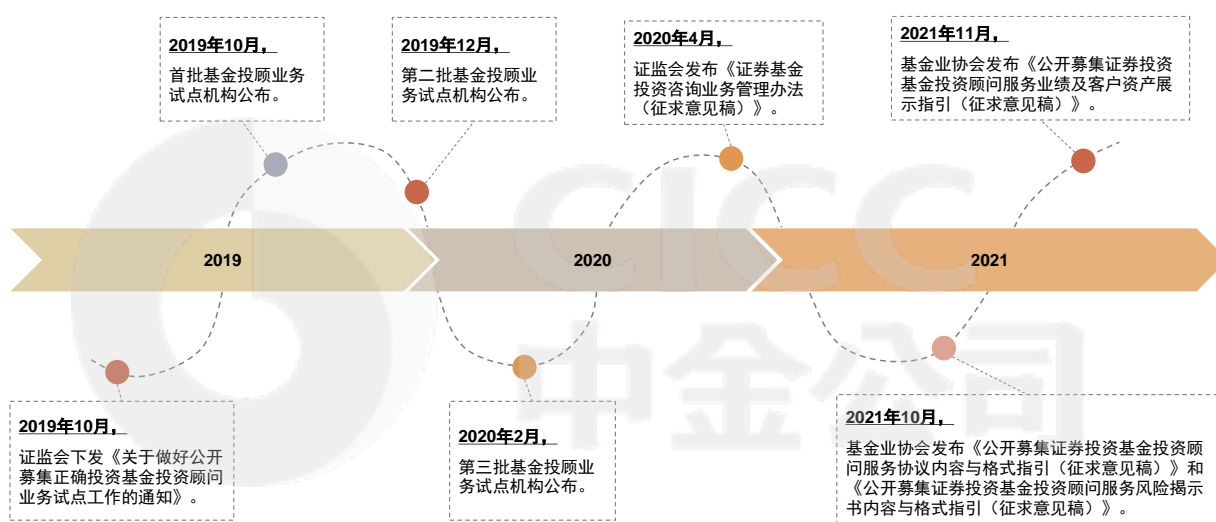 2019年10月，
首批基金投顾业务
试点机构公布。
2019年12月，
第二批基金投顾业
务试点机构公布。
2020年4月，
证监会发布《证券基金
投资咨询业务管理办法
（征求意见稿）》。
2021年11月，
基金业协会发布《公开募集证券投资
基金投资顾问服务业绩及客户资产展
示指引（征求意见稿）》。
CICC
2019
2020
2021
中金公司
2019年10月，
证监会下发《关于做好公开
募集正确投资基金投资顾问
业务试点工作的通知》。
2020年2月，
第三批基金投顾业
务试点机构公布。
2021年10月，
基金业协会发布《公开募集证券投资基金投资顾
问服务协议内容与格式指引（征求意见稿）》和
《公开募集证券投资基金投资顾问服务风险揭示
书内容与格式指引（征求意见稿）》。